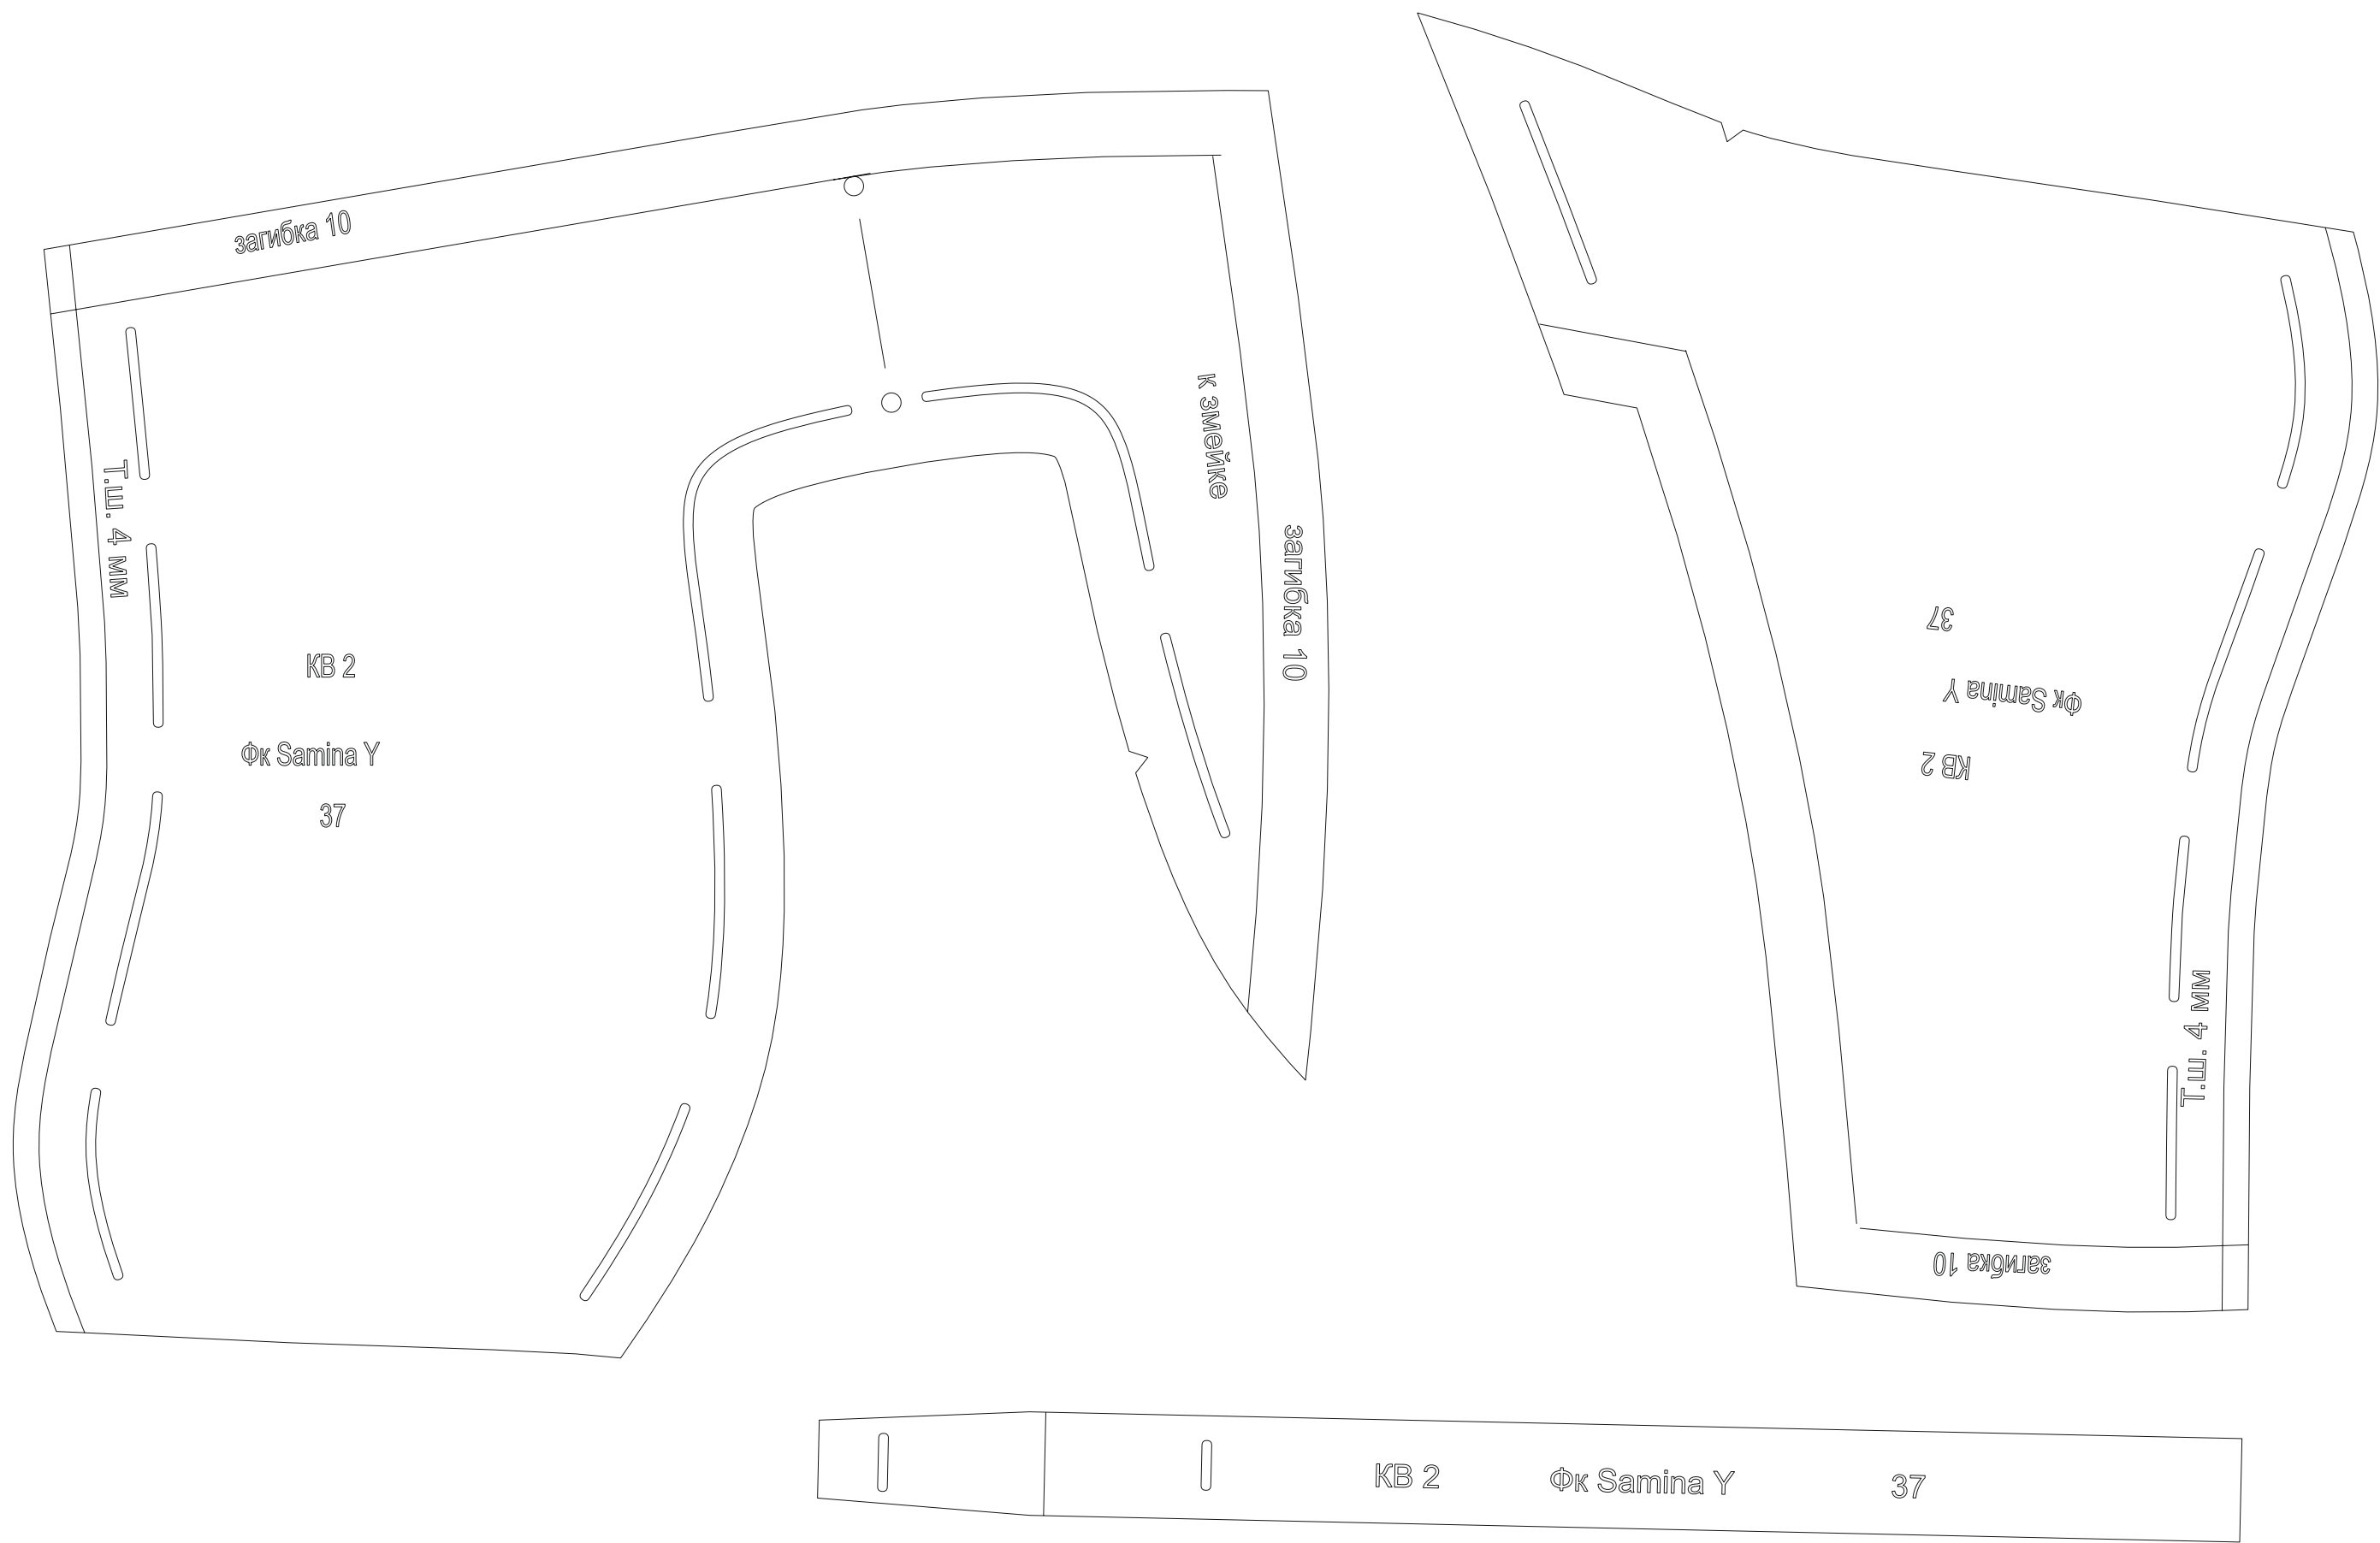 загибка 10
Т.ш. 4 мм
КВ 2
Фк Samina Y
37
К змейке
загибка 10
37
Фк Samina Y
КВ 2
Т.ш. 4 мм
загибка 10
КВ 2 Фк Samina Y 37